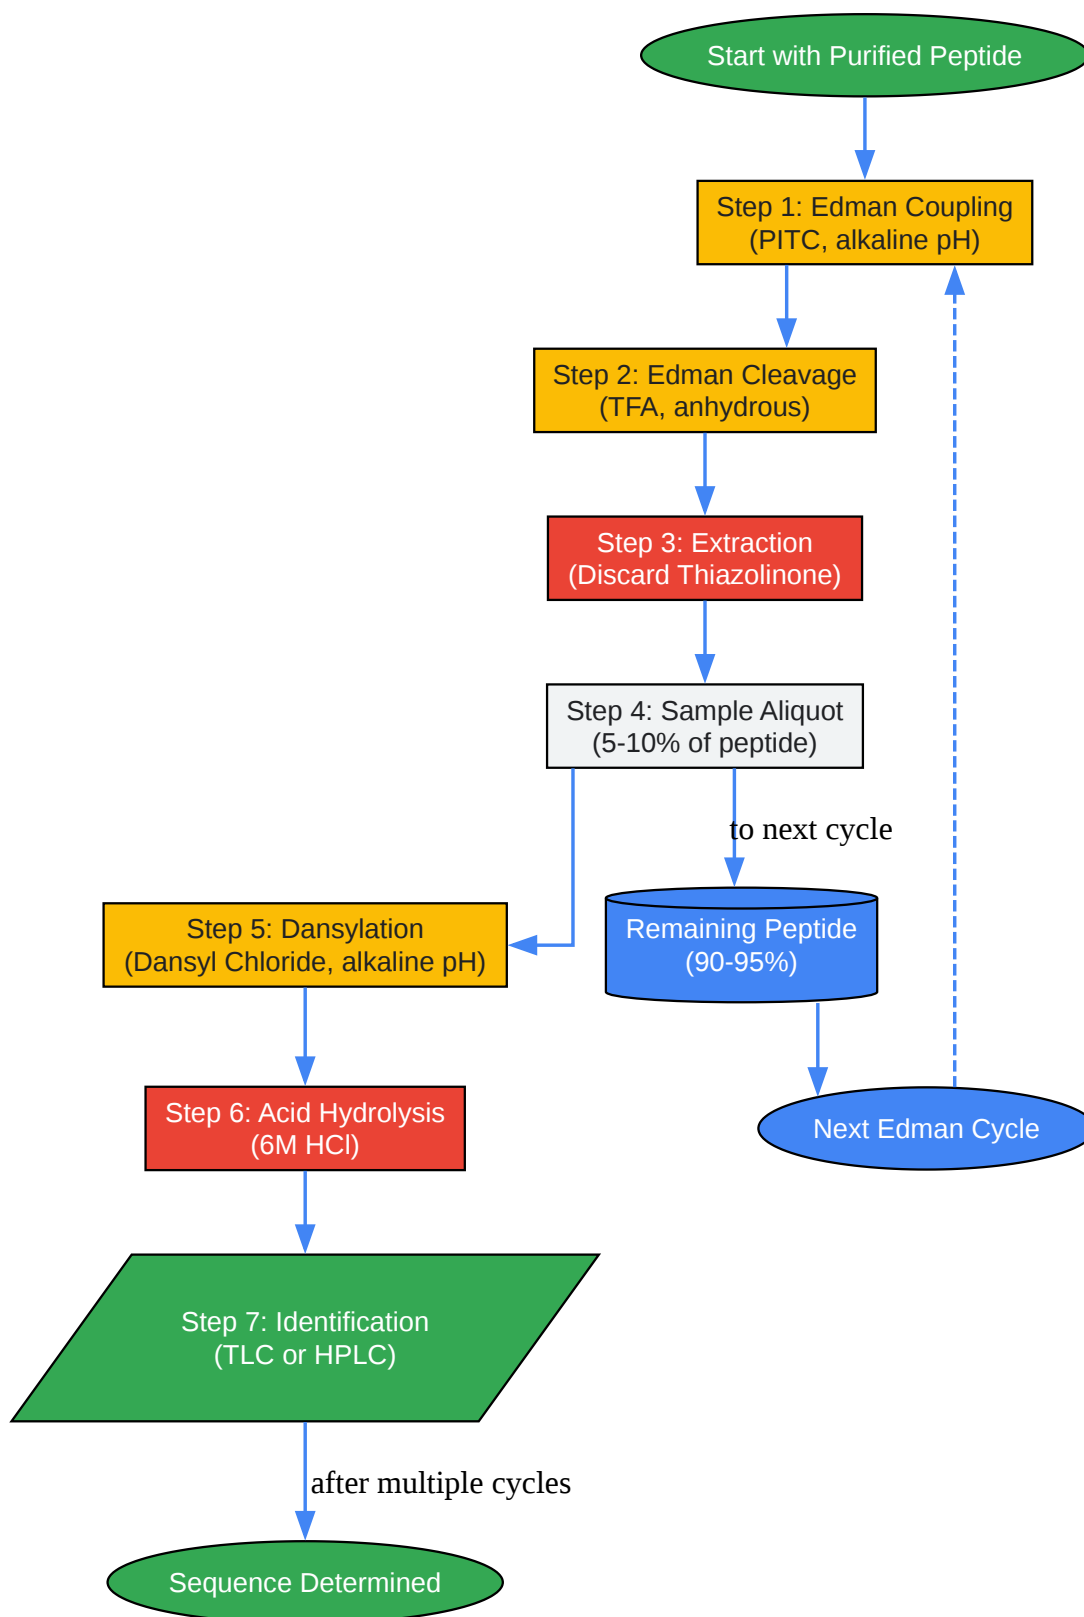 Start with Purified Peptide
Step 1: Edman Coupling
(PITC, alkaline pH)
Step 2: Edman Cleavage
(TFA, anhydrous)
Step 3: Extraction
(Discard Thiazolinone)
Step 4: Sample Aliquot
(5-10% of peptide)
to next cycle
Step 5: Dansylation
(Dansyl Chloride, alkaline pH)
Remaining Peptide
(90-95%)
Step 6: Acid Hydrolysis
(6M HCl)
Next Edman Cycle
Step 7: Identification
(TLC or HPLC)
after multiple cycles
Sequence Determined